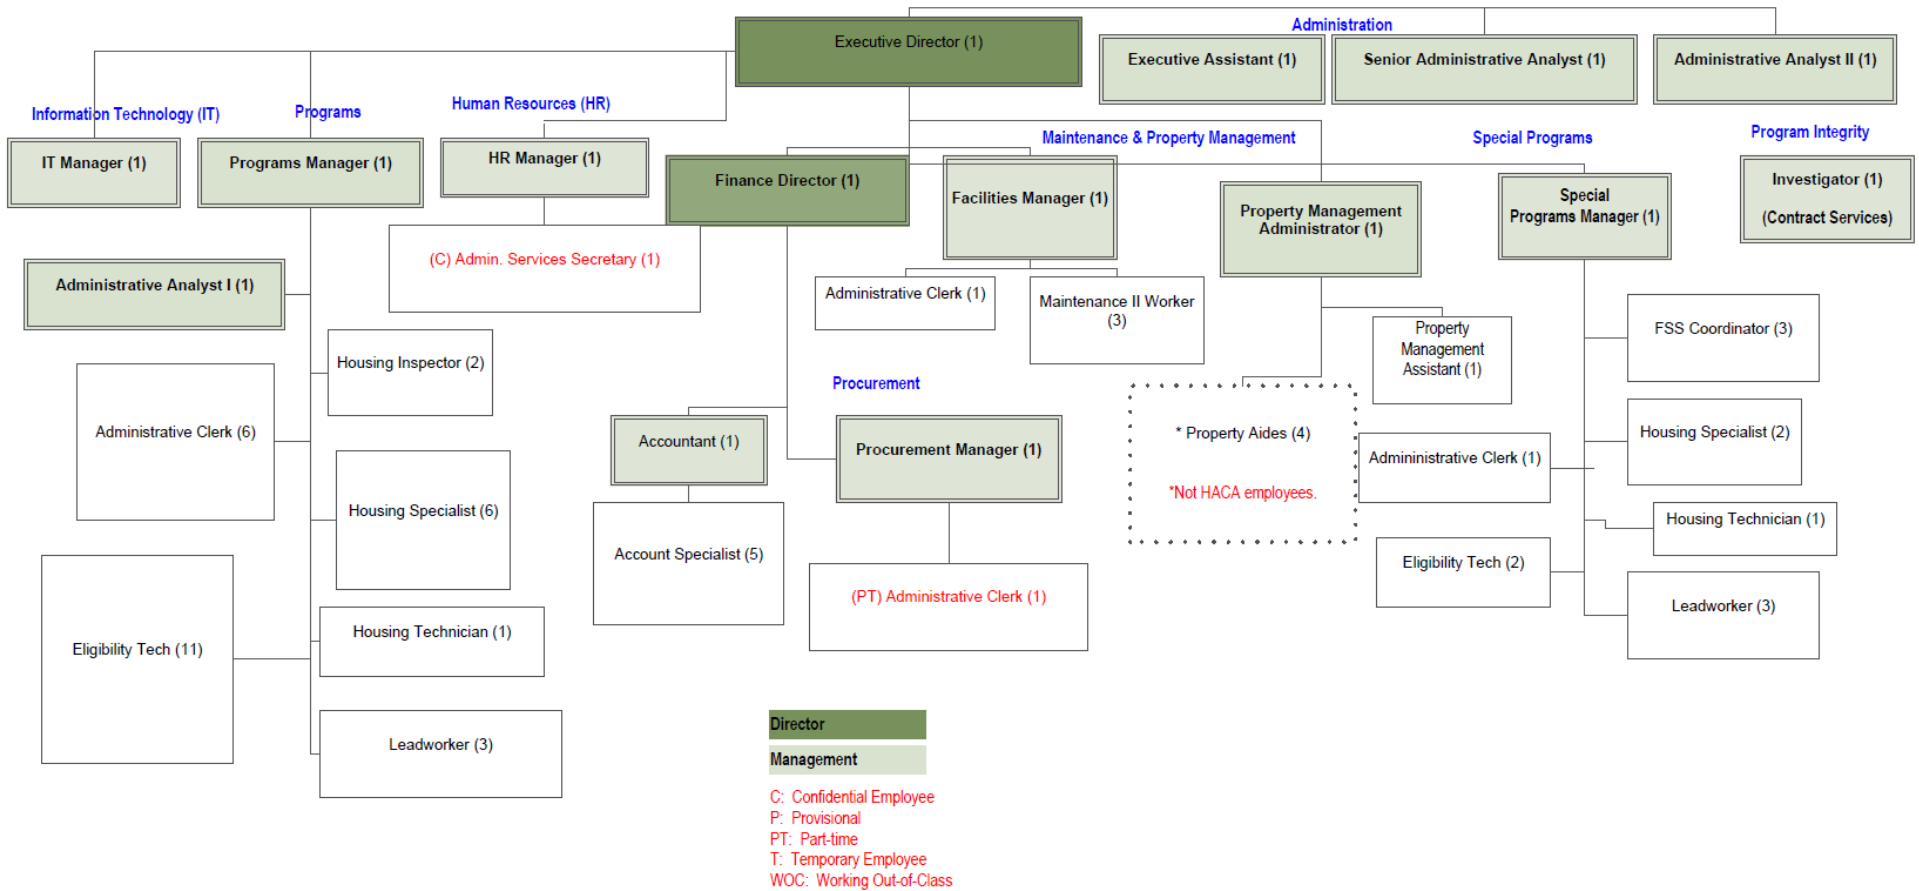 Administration
Executive Director (1)
Executive Assistant (1)
Senior Administrative Analyst (1)
Administrative Analyst II (1)
Information Technology (IT)
Programs
Human Resources (HR)
Maintenance & Property Management
Special Programs
Program Integrity
IT Manager (1)
Programs Manager (1)
HR Manager (1)
Finance Director (1)
Facilities Manager (1)
Property Management
Administrator (1)
Special
Programs Manager (1)
Investigator (1)
(Contract Services)
(C) Admin. Services Secretary (1)
Administrative Analyst I (1)
Administrative Clerk (1)
Maintenance II Worker
(3)
Property
Management
Assistant (1)
FSS Coordinator (3)
Housing Inspector (2)
Procurement
Administrative Clerk (6)
Accountant (1)
Procurement Manager (1)
* Property Aides (4)
*Not HACA employees.
Admininistrative Clerk (1)
Housing Specialist (2)
Housing Specialist (6)
Housing Technician (1)
Account Specialist (5)
Eligibility Tech (2)
(PT) Administrative Clerk (1)
Leadworker (3)
Housing Technician (1)
Eligibility Tech (11)
Leadworker (3)
Director
Management
C: Confidential Employee
P: Provisional
PT: Part-time
T: Temporary Employee
WOC: Working Out-of-Class